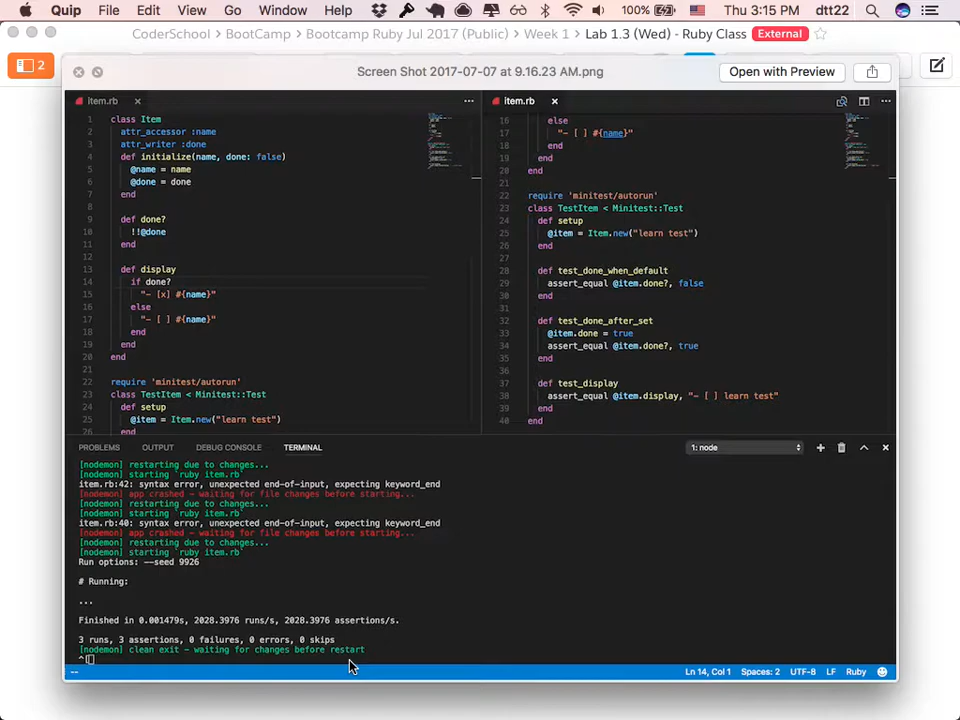 Quip File Edit View Go Window Help 100% Thu 3:15 PM dtt22
CoderSchool › BootCamp › Bootcamp Ruby Jul 2017 (Public) › Week 1 › Lab 1.3 (Wed) - Ruby Class External
2
Screen Shot 2017-07-07 at 9.16.23 AM.png
Open with Preview
item.rb
1 class Item
2 attr_accessor :name
3 attr_writer :done
4 def initialize(name, done: false)
5 @name = name
6 @done = done
7 end
8
9 def done?
10 !!@done
11 end
12
13 def display
14 if done?
15 "- [x] #{name}"
16 else
17 "- [ ] #{name}"
18 end
19 end
20 end
21
22 require 'minitest/autorun'
23 class TestItem < Minitest::Test
24 def setup
25 @item = Item.new("learn test")
26 end
item.rb
16 else
17 "- [ ] #{name}"
18 end
19 end
20 end
21
22 require 'minitest/autorun'
23 class TestItem < Minitest::Test
24 def setup
25 @item = Item.new("learn test")
26 end
27
28 def test_done_when_default
29 assert_equal @item.done?, false
30 end
31
32 def test_done_after_set
33 @item.done = true
34 assert_equal @item.done?, true
35 end
36
37 def test_display
38 assert_equal @item.display, "- [ ] learn test"
39 end
40 end
PROBLEMS OUTPUT DEBUG CONSOLE TERMINAL 1: node
[nodemon] restarting due to changes...
[nodemon] starting `ruby item.rb`
item.rb:42: syntax error, unexpected end-of-input, expecting keyword_end
[nodemon] app crashed - waiting for file changes before starting...
[nodemon] restarting due to changes...
[nodemon] starting `ruby item.rb`
item.rb:40: syntax error, unexpected end-of-input, expecting keyword_end
[nodemon] app crashed - waiting for file changes before starting...
[nodemon] restarting due to changes...
[nodemon] starting `ruby item.rb`
Run options: --seed 9926
# Running:
...
Finished in 0.001479s, 2028.3976 runs/s, 2028.3976 assertions/s.
3 runs, 3 assertions, 0 failures, 0 errors, 0 skips
[nodemon] clean exit - waiting for changes before restart
^[
-- Ln 14, Col 1 Spaces: 2 UTF-8 LF Ruby